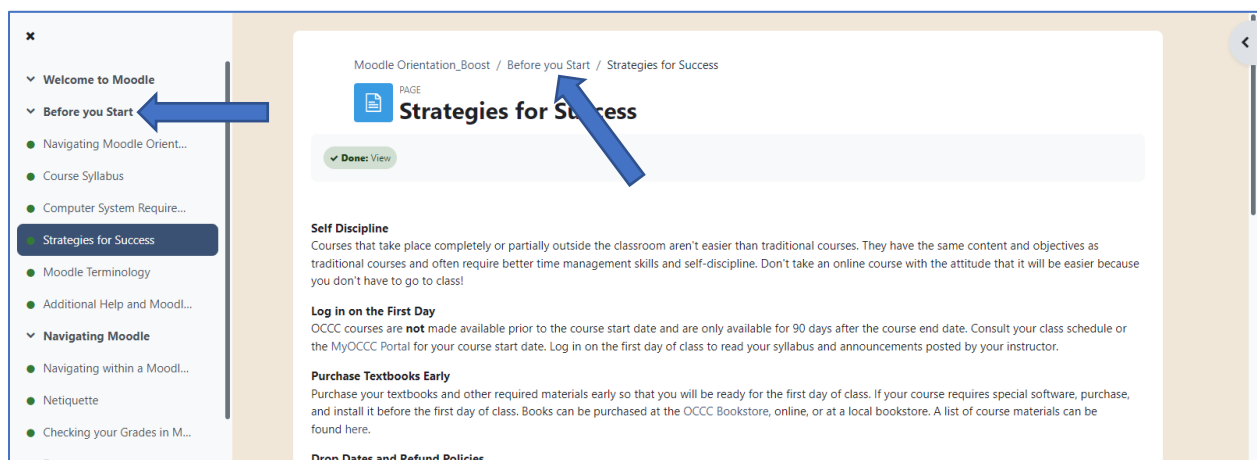 Welcome to Moodle
Before you Start
Navigating Moodle Orient...
Course Syllabus
Computer System Require...
Strategies for Success
Moodle Terminology
Additional Help and Moodl...
Navigating Moodle
Navigating within a Moodl...
Netiquette
Checking your Grades in M...
Moodle Orientation_Boost / Before you Start / Strategies for Success
PAGE
Strategies for Success
Done: View
Self Discipline
Courses that take place completely or partially outside the classroom aren't easier than traditional courses. They have the same content and objectives as
traditional courses and often require better time management skills and self-discipline. Don't take an online course with the attitude that it will be easier because
you don't have to go to class!
Log in on the First Day
OCCC courses are not made available prior to the course start date and are only available for 90 days after the course end date. Consult your class schedule or
the MyOCCC Portal for your course start date. Log in on the first day of class to read your syllabus and announcements posted by your instructor.
Purchase Textbooks Early
Purchase your textbooks and other required materials early so that you will be ready for the first day of class. If your course requires special software, purchase,
and install it before the first day of class. Books can be purchased at the OCCC Bookstore, online, or at a local bookstore. A list of course materials can be
found here.
Drop Dates and Refund Policies